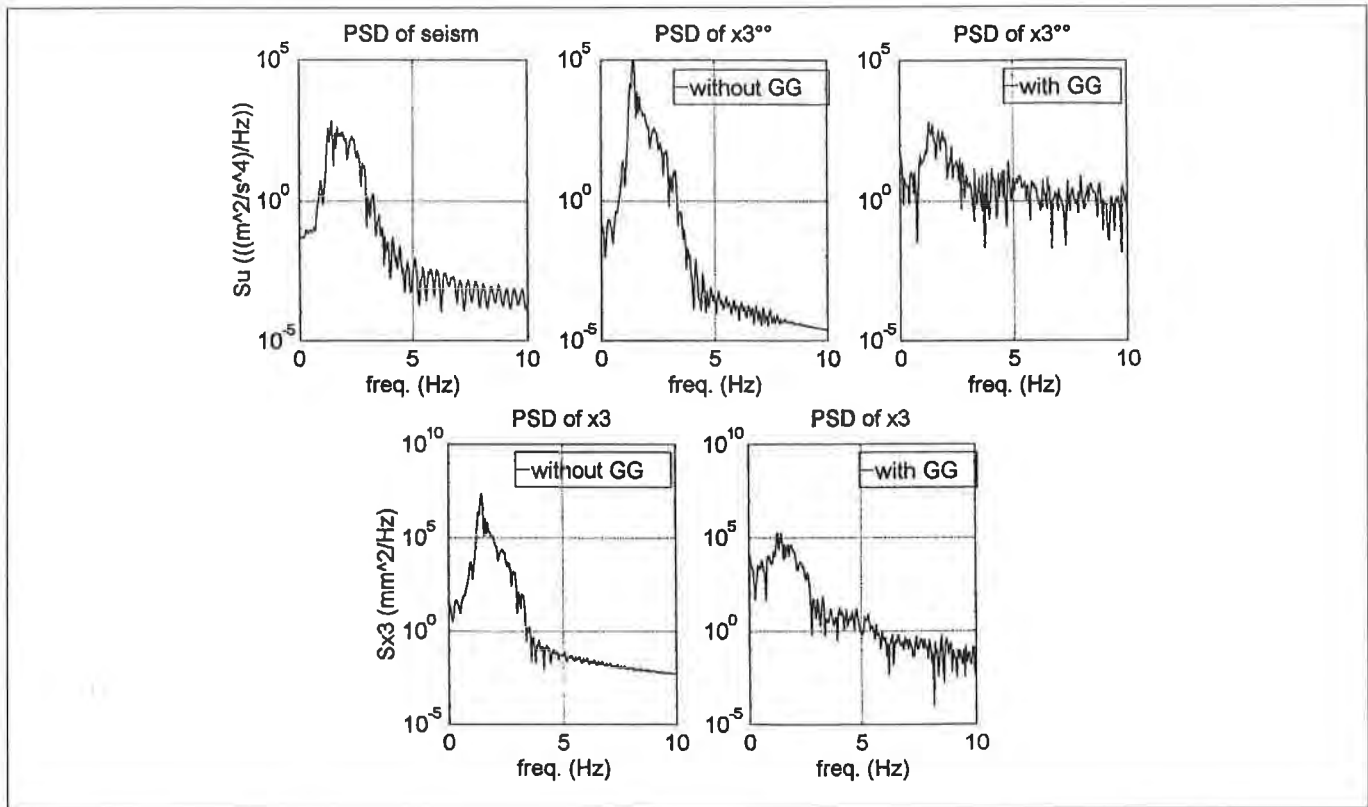 PSD of seism
PSD of x3°°
PSD of x3°°
10^5
10^0
10^-5
Su (((m^2/s^4)/Hz))
0
5
10
freq. (Hz)
10^5
10^0
10^-5
without GG
0
5
10
freq. (Hz)
10^5
10^0
10^-5
with GG
0
5
10
freq. (Hz)
PSD of x3
PSD of x3
10^10
10^5
10^0
10^-5
Sx3 (mm^2/Hz)
without GG
0
5
10
freq. (Hz)
10^10
10^5
10^0
10^-5
with GG
0
5
10
freq. (Hz)